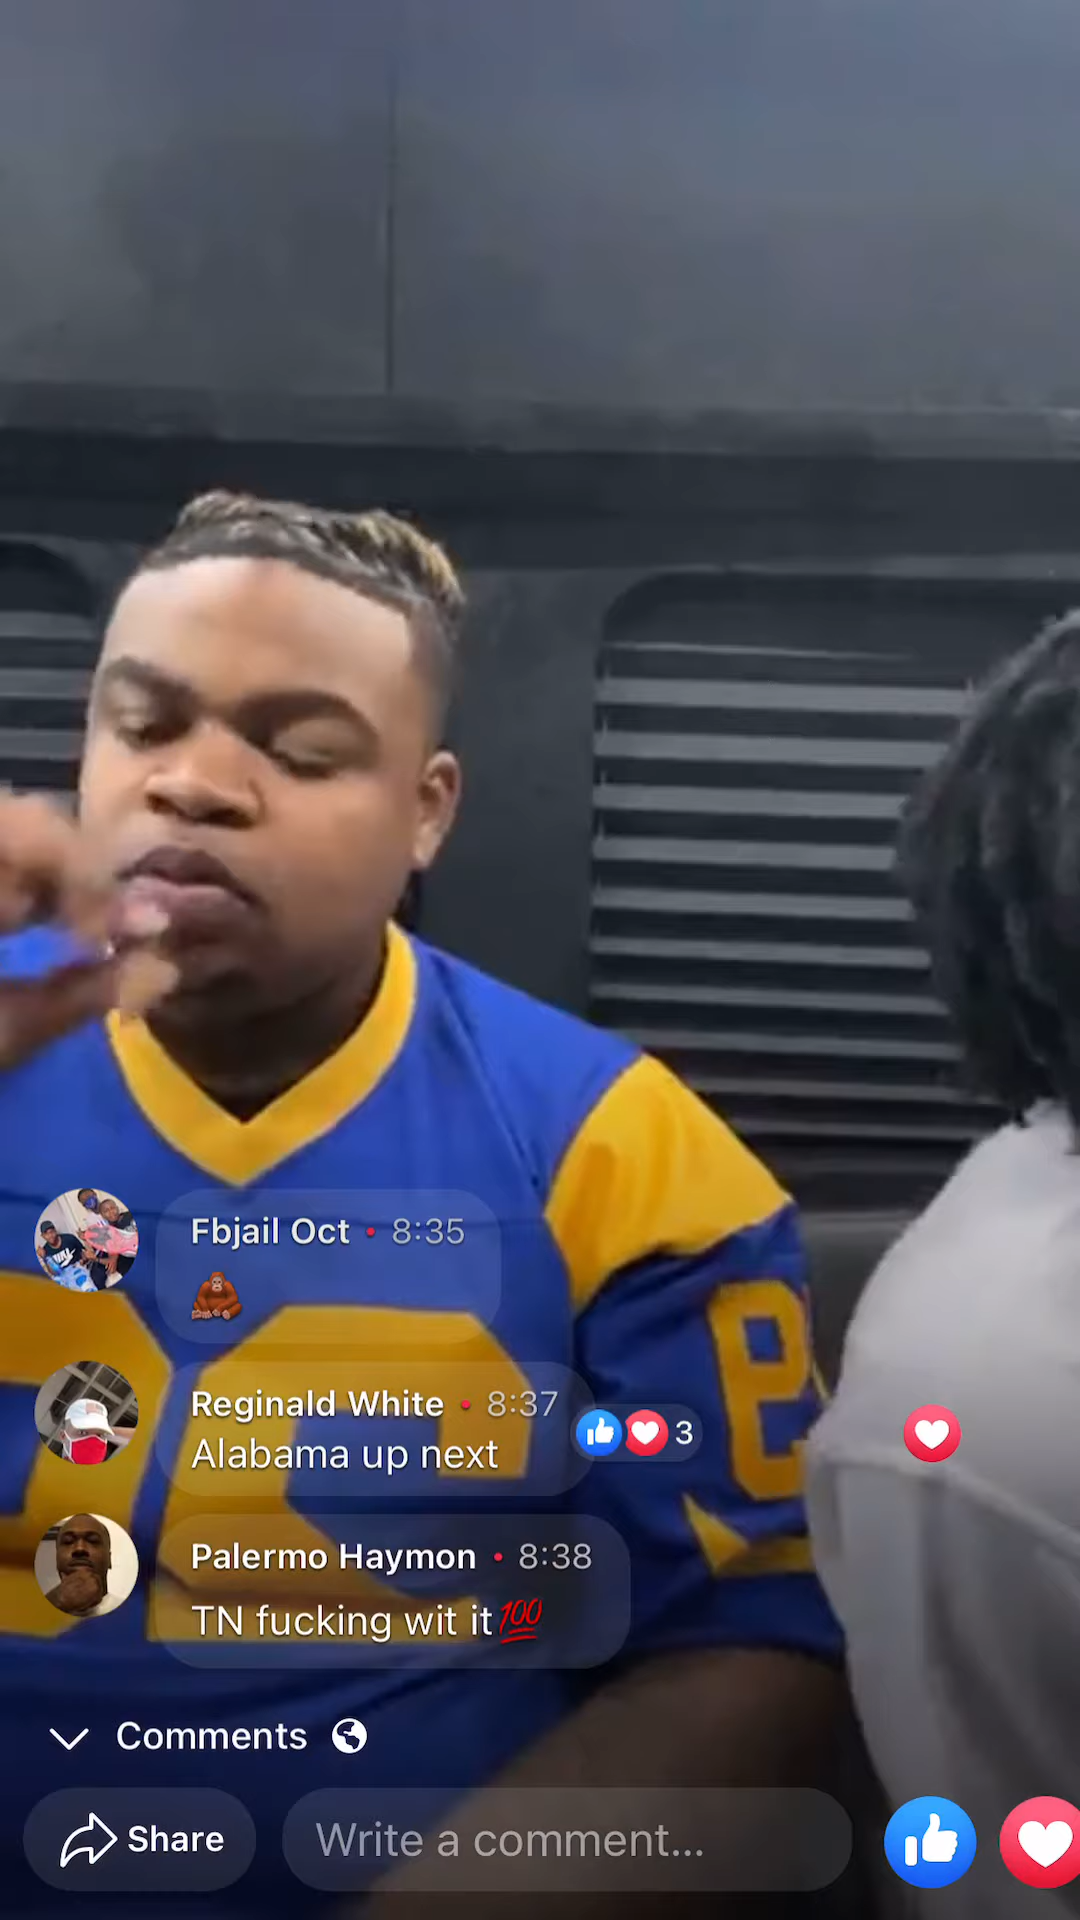 Fbjail Oct • 8:35
🦧
Reginald White • 8:37
Alabama up next
3
Palermo Haymon • 8:38
TN fucking wit it💯
Comments
Share
Write a comment...